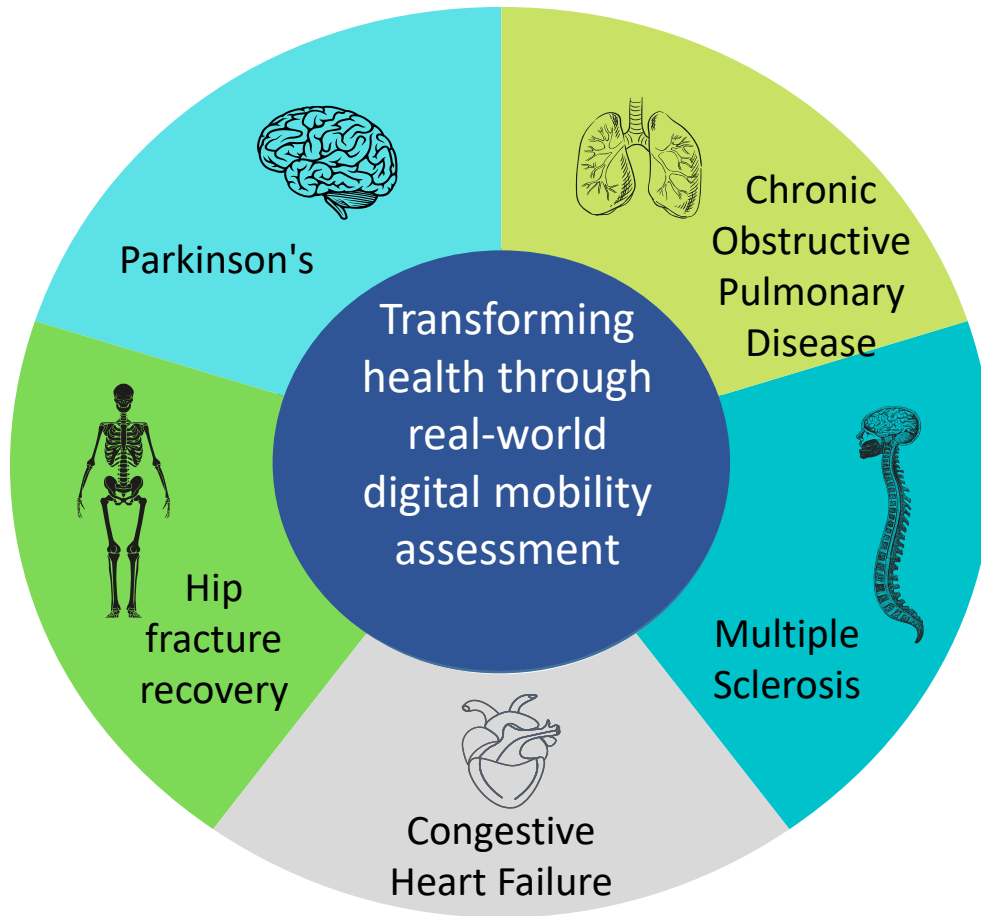 Parkinson's
Chronic
Obstructive
Pulmonary
Disease
Transforming
health through
real-world
digital mobility
assessment
Hip
fracture
recovery
Multiple
Sclerosis
Congestive
Heart Failure